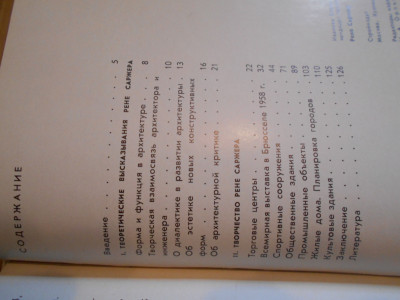 СОДЕРЖАНИЕ
Введение . . . . . . . . . . 5
I. ТЕОРЕТИЧЕСКИЕ ВЫСКАЗЫВАНИЯ РЕНЕ САРЖЕРА
Форма и функция в архитектуре . . . 8
Творческая взаимосвязь архитектора и
инженера . . . . . . . . . . 10
О диалектике в развитии архитектуры . . 13
Об эстетике новых конструктивных
форм . . . . . . . . . . . 16
Об архитектурной критике . . . . 21
II. ТВОРЧЕСТВО РЕНЕ САРЖЕРА
Торговые центры . . . . . . . 22
Всемирная выставка в Брюсселе 1958 г. . 32
Спортивные сооружения . . . . . 44
Общественные здания . . . . . . 71
Промышленные объекты . . . . . 89
Жилые дома. Планировка городов . . 103
Культовые здания . . . . . . . 110
Заключение . . . . . . . . . 125
Литература . . . . . . . . . 126